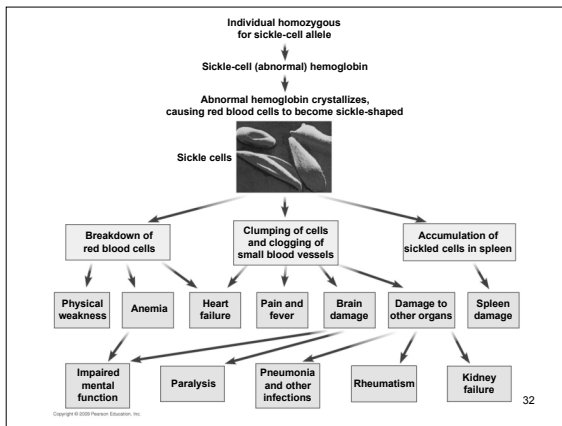 Individual homozygous
for sickle-cell allele
Sickle-cell (abnormal) hemoglobin
Abnormal hemoglobin crystallizes,
causing red blood cells to become sickle-shaped
Sickle cells
Breakdown of
red blood cells
Clumping of cells
and clogging of
small blood vessels
Accumulation of
sickled cells in spleen
Physical
weakness
Anemia
Heart
failure
Pain and
fever
Brain
damage
Damage to
other organs
Spleen
damage
Impaired
mental
function
Paralysis
Pneumonia
and other
infections
Rheumatism
Kidney
failure
32
Copyright © 2009 Pearson Education, Inc.